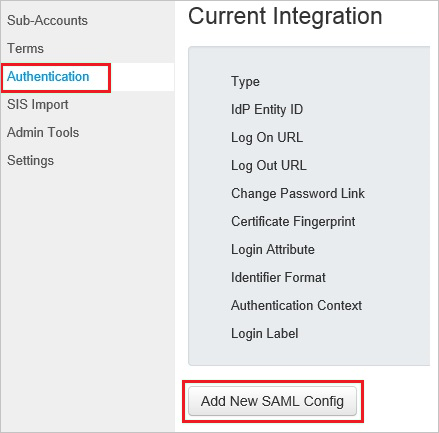 Sub-Accounts
Terms
Authentication
SIS Import
Admin Tools
Settings
Current Integration
Type
IdP Entity ID
Log On URL
Log Out URL
Change Password Link
Certificate Fingerprint
Login Attribute
Identifier Format
Authentication Context
Login Label
Add New SAML Config